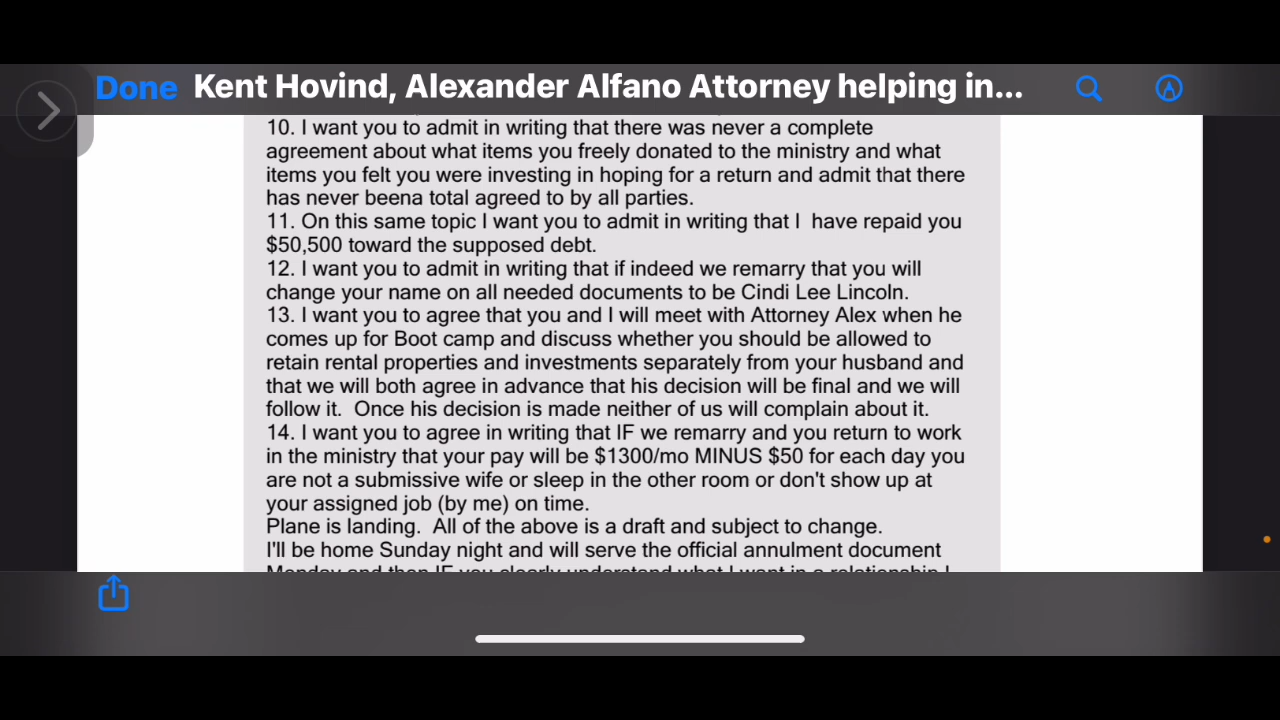 Done Kent Hovind, Alexander Alfano Attorney helping in...
10. I want you to admit in writing that there was never a complete
agreement about what items you freely donated to the ministry and what
items you felt you were investing in hoping for a return and admit that there
has never beena total agreed to by all parties.
11. On this same topic I want you to admit in writing that I  have repaid you
$50,500 toward the supposed debt.
12. I want you to admit in writing that if indeed we remarry that you will
change your name on all needed documents to be Cindi Lee Lincoln.
13. I want you to agree that you and I will meet with Attorney Alex when he
comes up for Boot camp and discuss whether you should be allowed to
retain rental properties and investments separately from your husband and
that we will both agree in advance that his decision will be final and we will
follow it.  Once his decision is made neither of us will complain about it.
14. I want you to agree in writing that IF we remarry and you return to work
in the ministry that your pay will be $1300/mo MINUS $50 for each day you
are not a submissive wife or sleep in the other room or don't show up at
your assigned job (by me) on time.
Plane is landing.  All of the above is a draft and subject to change.
I'll be home Sunday night and will serve the official annulment document
Monday and then IF you clearly understand what I want in a relationship I